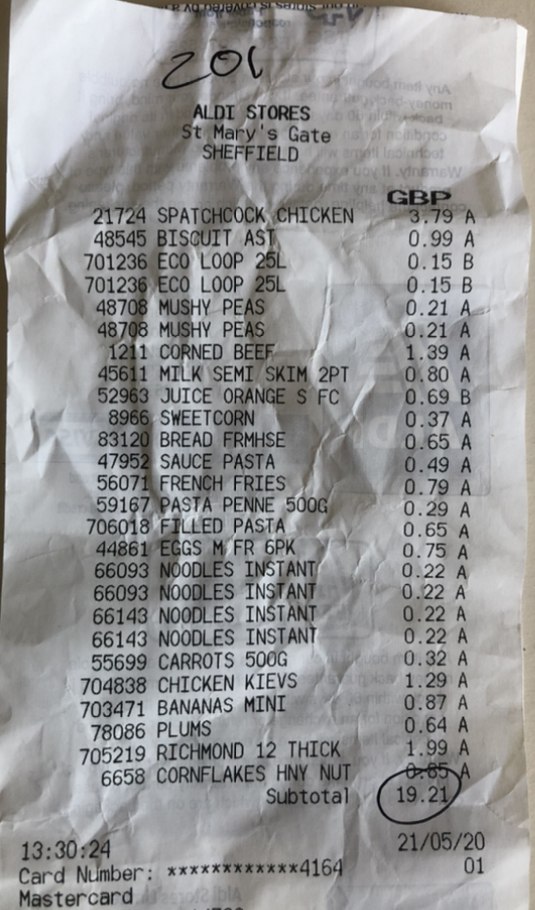 201
ALDI STORES
St Mary's Gate
SHEFFIELD
GBP
21724 SPATCHCOCK CHICKEN 3.79 A
48545 BISCUIT AST 0.99 A
701236 ECO LOOP 25L 0.15 B
701236 ECO LOOP 25L 0.15 B
48708 MUSHY PEAS 0.21 A
48708 MUSHY PEAS 0.21 A
1211 CORNED BEEF 1.39 A
45611 MILK SEMI SKIM 2PT 0.80 A
52963 JUICE ORANGE S FC 0.69 B
8966 SWEETCORN 0.37 A
83120 BREAD FRMHSE 0.65 A
47952 SAUCE PASTA 0.49 A
56071 FRENCH FRIES 0.79 A
59167 PASTA PENNE 500G 0.29 A
706018 FILLED PASTA 0.65 A
44861 EGGS M FR 6PK 0.75 A
66093 NOODLES INSTANT 0.22 A
66093 NOODLES INSTANT 0.22 A
66143 NOODLES INSTANT 0.22 A
66143 NOODLES INSTANT 0.22 A
55699 CARROTS 500G 0.32 A
704838 CHICKEN KIEVS 1.29 A
703471 BANANAS MINI 0.87 A
78086 PLUMS 0.64 A
705219 RICHMOND 12 THICK 1.99 A
6658 CORNFLAKES HNY NUT 0.85 A
Subtotal 19.21
13:30:24 21/05/20
Card Number: ************4164 01
Mastercard